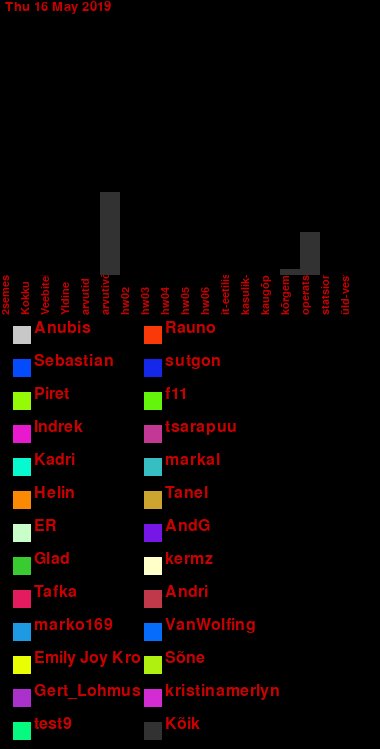 Thu 16 May 2019
2semes
Kokku
Veebite
Yldine
arvutid
arvutivõ
hw02
hw03
hw04
hw05
hw06
it-eetilis
kasulik-
kaugõp
kõrgem
operats
statsior
üld-ves
Anubis Rauno
Sebastian sutgon
Piret f11
Indrek tsarapuu
Kadri markal
Helin Tanel
ER AndG
Glad kermz
Tafka Andri
marko169 VanWolfing
Emily Joy Kro Sõne
Gert_Lohmus kristinamerlyn
test9 Kõik